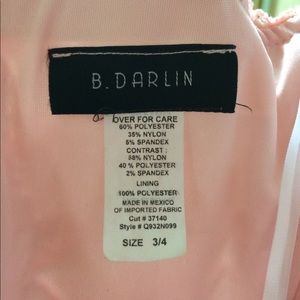 B. DARLIN
OVER FOR CARE
60% POLYESTER
35% NYLON
5% SPANDEX
CONTRAST :
58% NYLON
40 % POLYESTER
2% SPANDEX
LINING
100% POLYESTER
MADE IN MEXICO
OF IMPORTED FABRIC
Cut # 37140
Style # Q932N099
SIZE 3/4